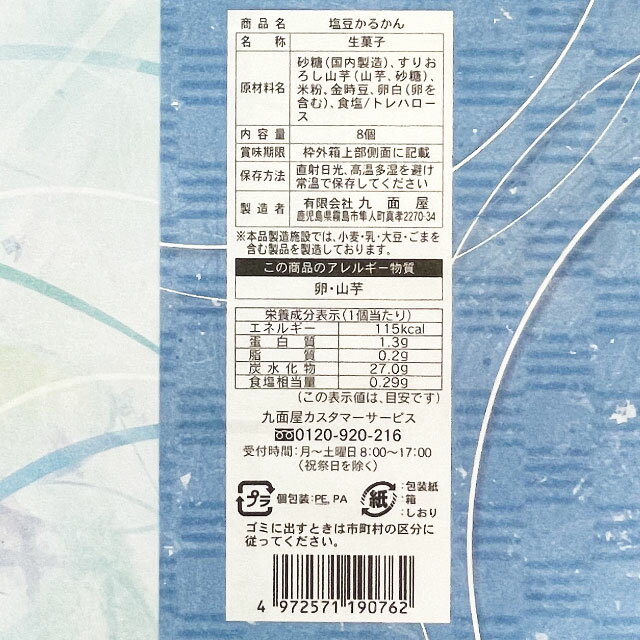 商品名 塩豆かるかん
名称 生菓子
原材料名 砂糖(国内製造)、すりお
ろし山芋(山芋、砂糖)、
米粉、金時豆、卵白(卵を
含む)、食塩/トレハロー
ス
内容量 8個
賞味期限 枠外箱上部側面に記載
保存方法 直射日光、高温多湿を避け
常温で保存してください
製造者 有限会社 九面屋
鹿児島県霧島市隼人町真孝2270-34
※本品製造施設では、小麦・乳・大豆・ごま
を含む製品を製造しております。
この商品のアレルギー物質
卵・山芋
栄養成分表示(1個当たり)
エネルギー 115kcal
蛋白質 1.3g
脂質 0.2g
炭水化物 27.0g
食塩相当量 0.29g
(この表示値は、目安です)
九面屋カスタマーサービス
0120-920-216
受付時間:月〜土曜日 8:00〜17:00
(祝祭日を除く)
プラ 個包装:PE, PA
紙 :包装紙
:箱
:しおり
ゴミに出すときは市町村の区分に
従ってください。
4 972571 190762